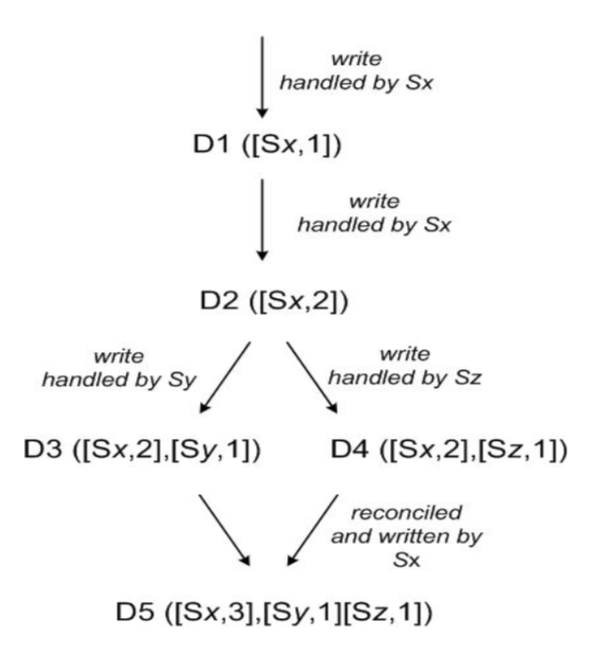 write
handled by Sx
D1 ([Sx,1])
write
handled by Sx
D2 ([Sx,2])
write
handled by Sy
write
handled by Sz
D3 ([Sx,2],[Sy,1])
D4 ([Sx,2],[Sz,1])
reconciled
and written by
Sx
D5 ([Sx,3],[Sy,1][Sz,1])